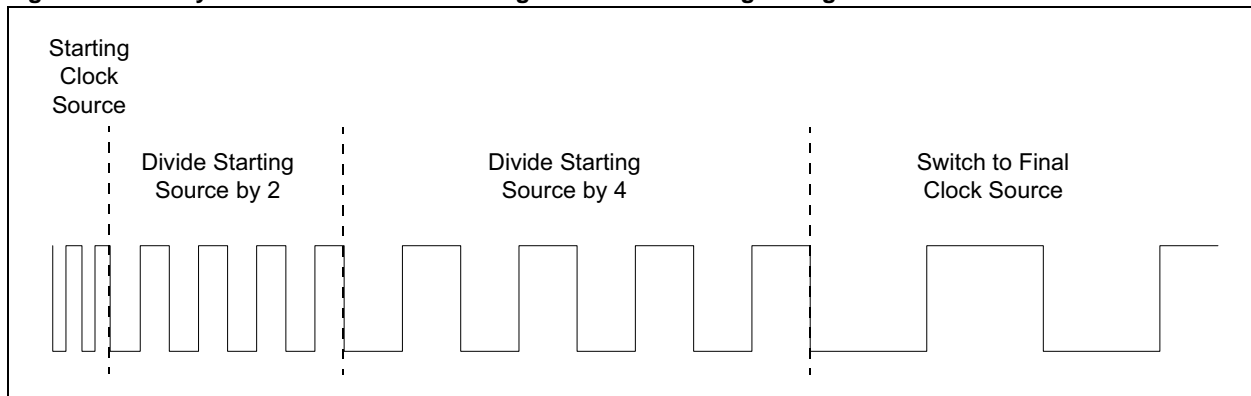 Starting
Clock
Source
Divide Starting
Source by 2
Divide Starting
Source by 4
Switch to Final
Clock Source